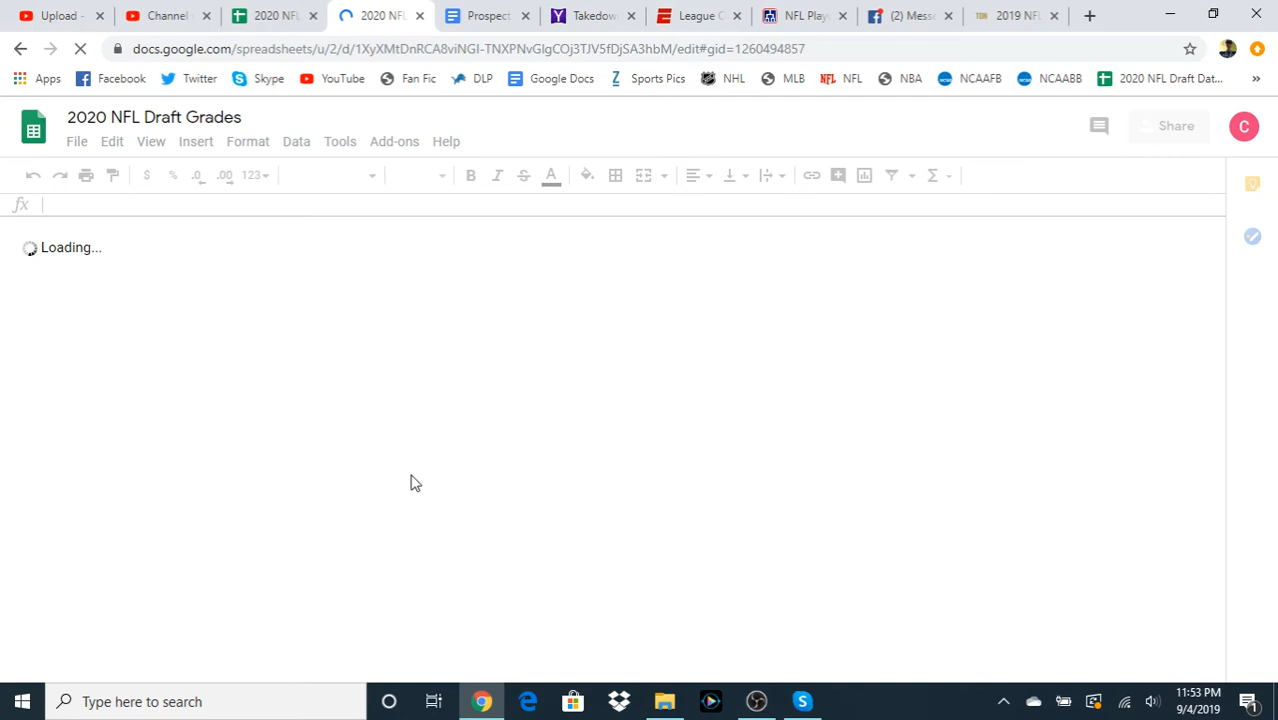 Upload -
Channel
2020 NFL
2020 NFL
Prospect
Takedow
League C
NFL Play
(2) Mess
2019 NFL
docs.google.com/spreadsheets/u/2/d/1XyXMtDnRCA8viNGI-TNXPNvGlgCOj3TJV5fDjSA3hbM/edit#gid=1260494857
Apps
Facebook
Twitter
Skype
YouTube
Fan Fic
DLP
Google Docs
Sports Pics
NHL
MLB
NFL
NBA
NCAAFB
NCAABB
2020 NFL Draft Dat...
2020 NFL Draft Grades
File Edit View Insert Format Data Tools Add-ons Help
Share
C
$ % .0 .00 123
B I S A
fx
Loading...
Type here to search
11:53 PM
9/4/2019
1